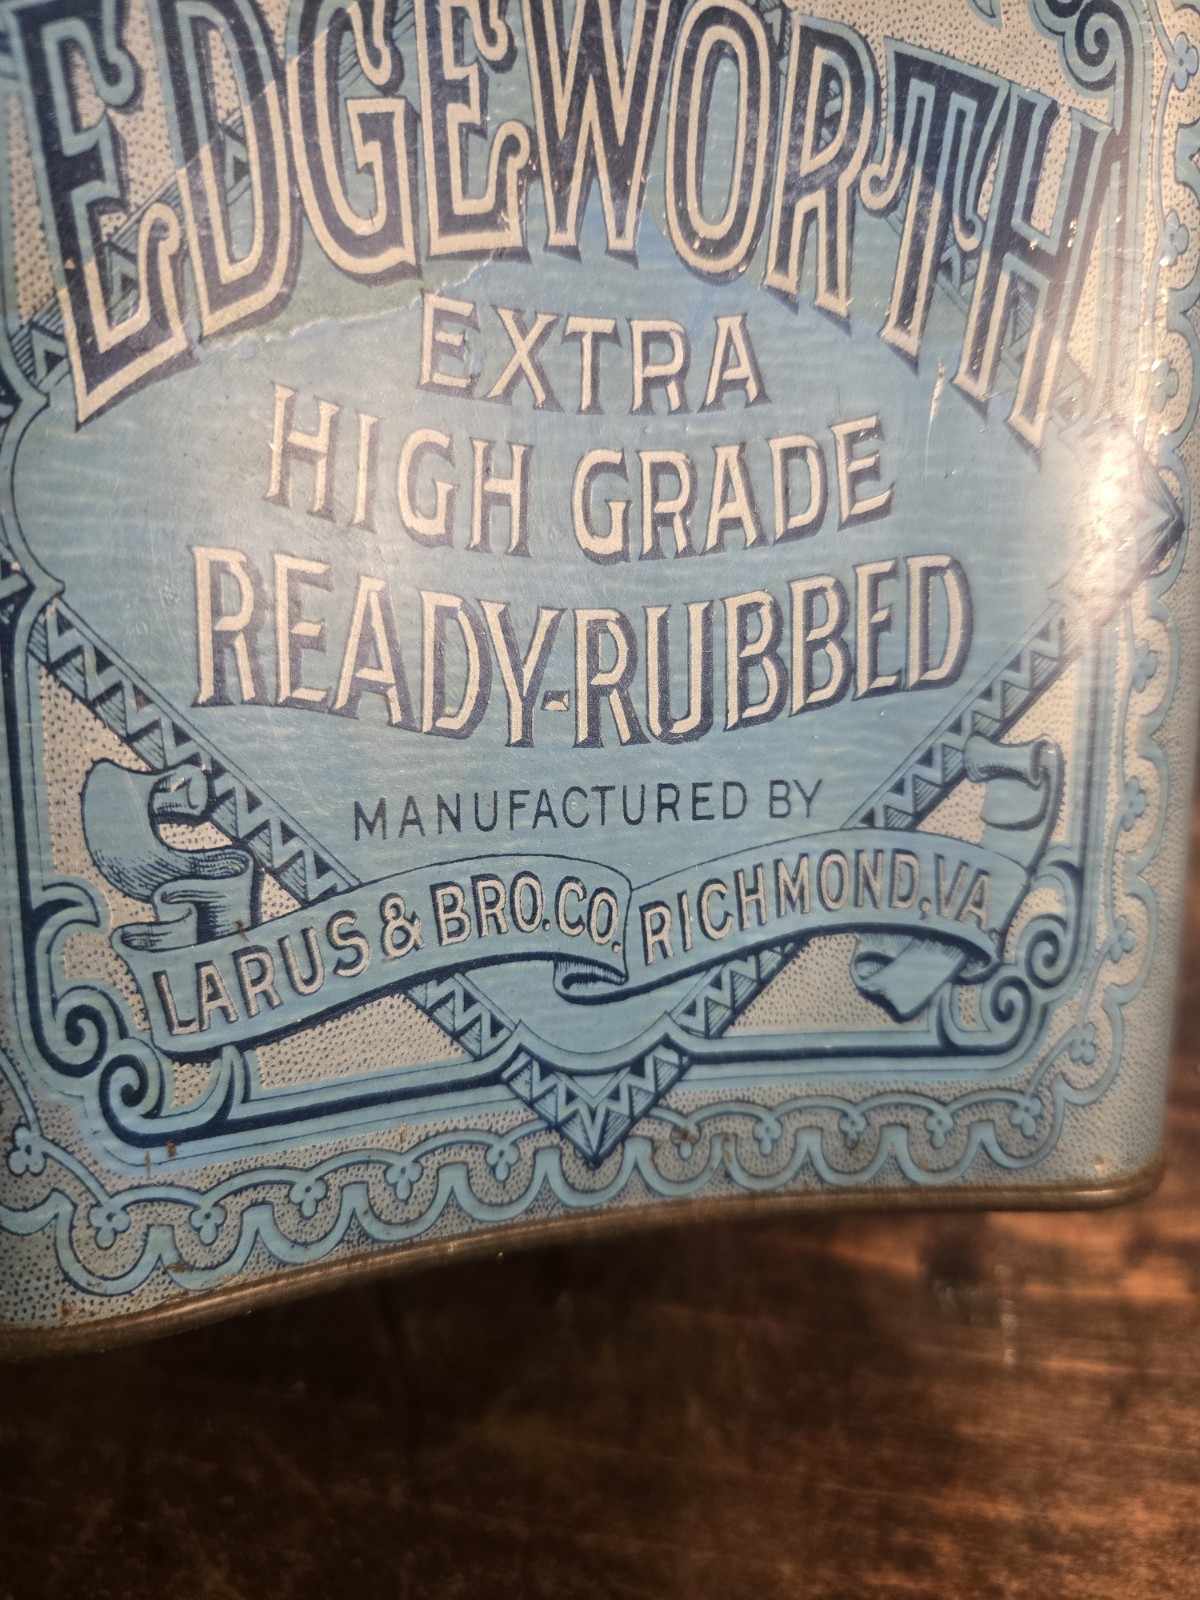 EDGEWORTH
EXTRA
HIGH GRADE
READY-RUBBED
MANUFACTURED BY
LARUS & BRO. CO. RICHMOND, VA.